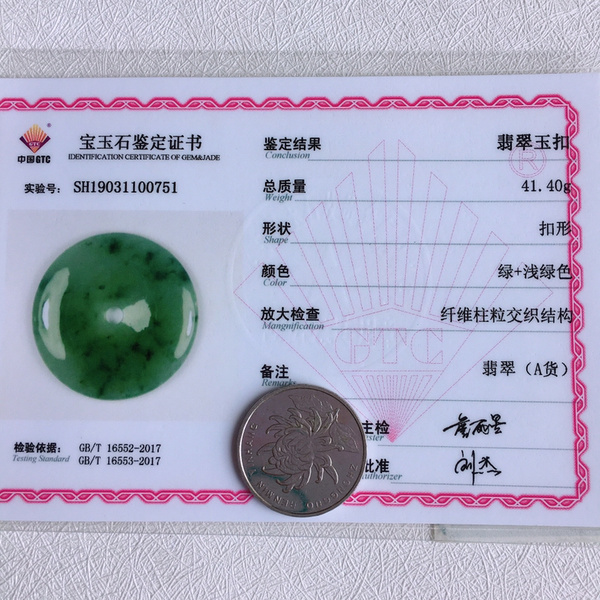 GTC
中国GTC
宝玉石鉴定证书
IDENTIFICATION CERTIFICATE OF GEM&JADE
实验号: SH19031100751
检验依据: GB/T 16552-2017
Testing Standard GB/T 16553-2017
鉴定结果 翡翠玉扣
Conclusion
总质量 41.40g
Weight
形状 扣形
Shape
颜色 绿+浅绿色
Color
放大检查 纤维柱粒交织结构
Mangnification
备注 翡翠（A货）
Remarks
GTC
R
主检
ester
批准
uthorizer